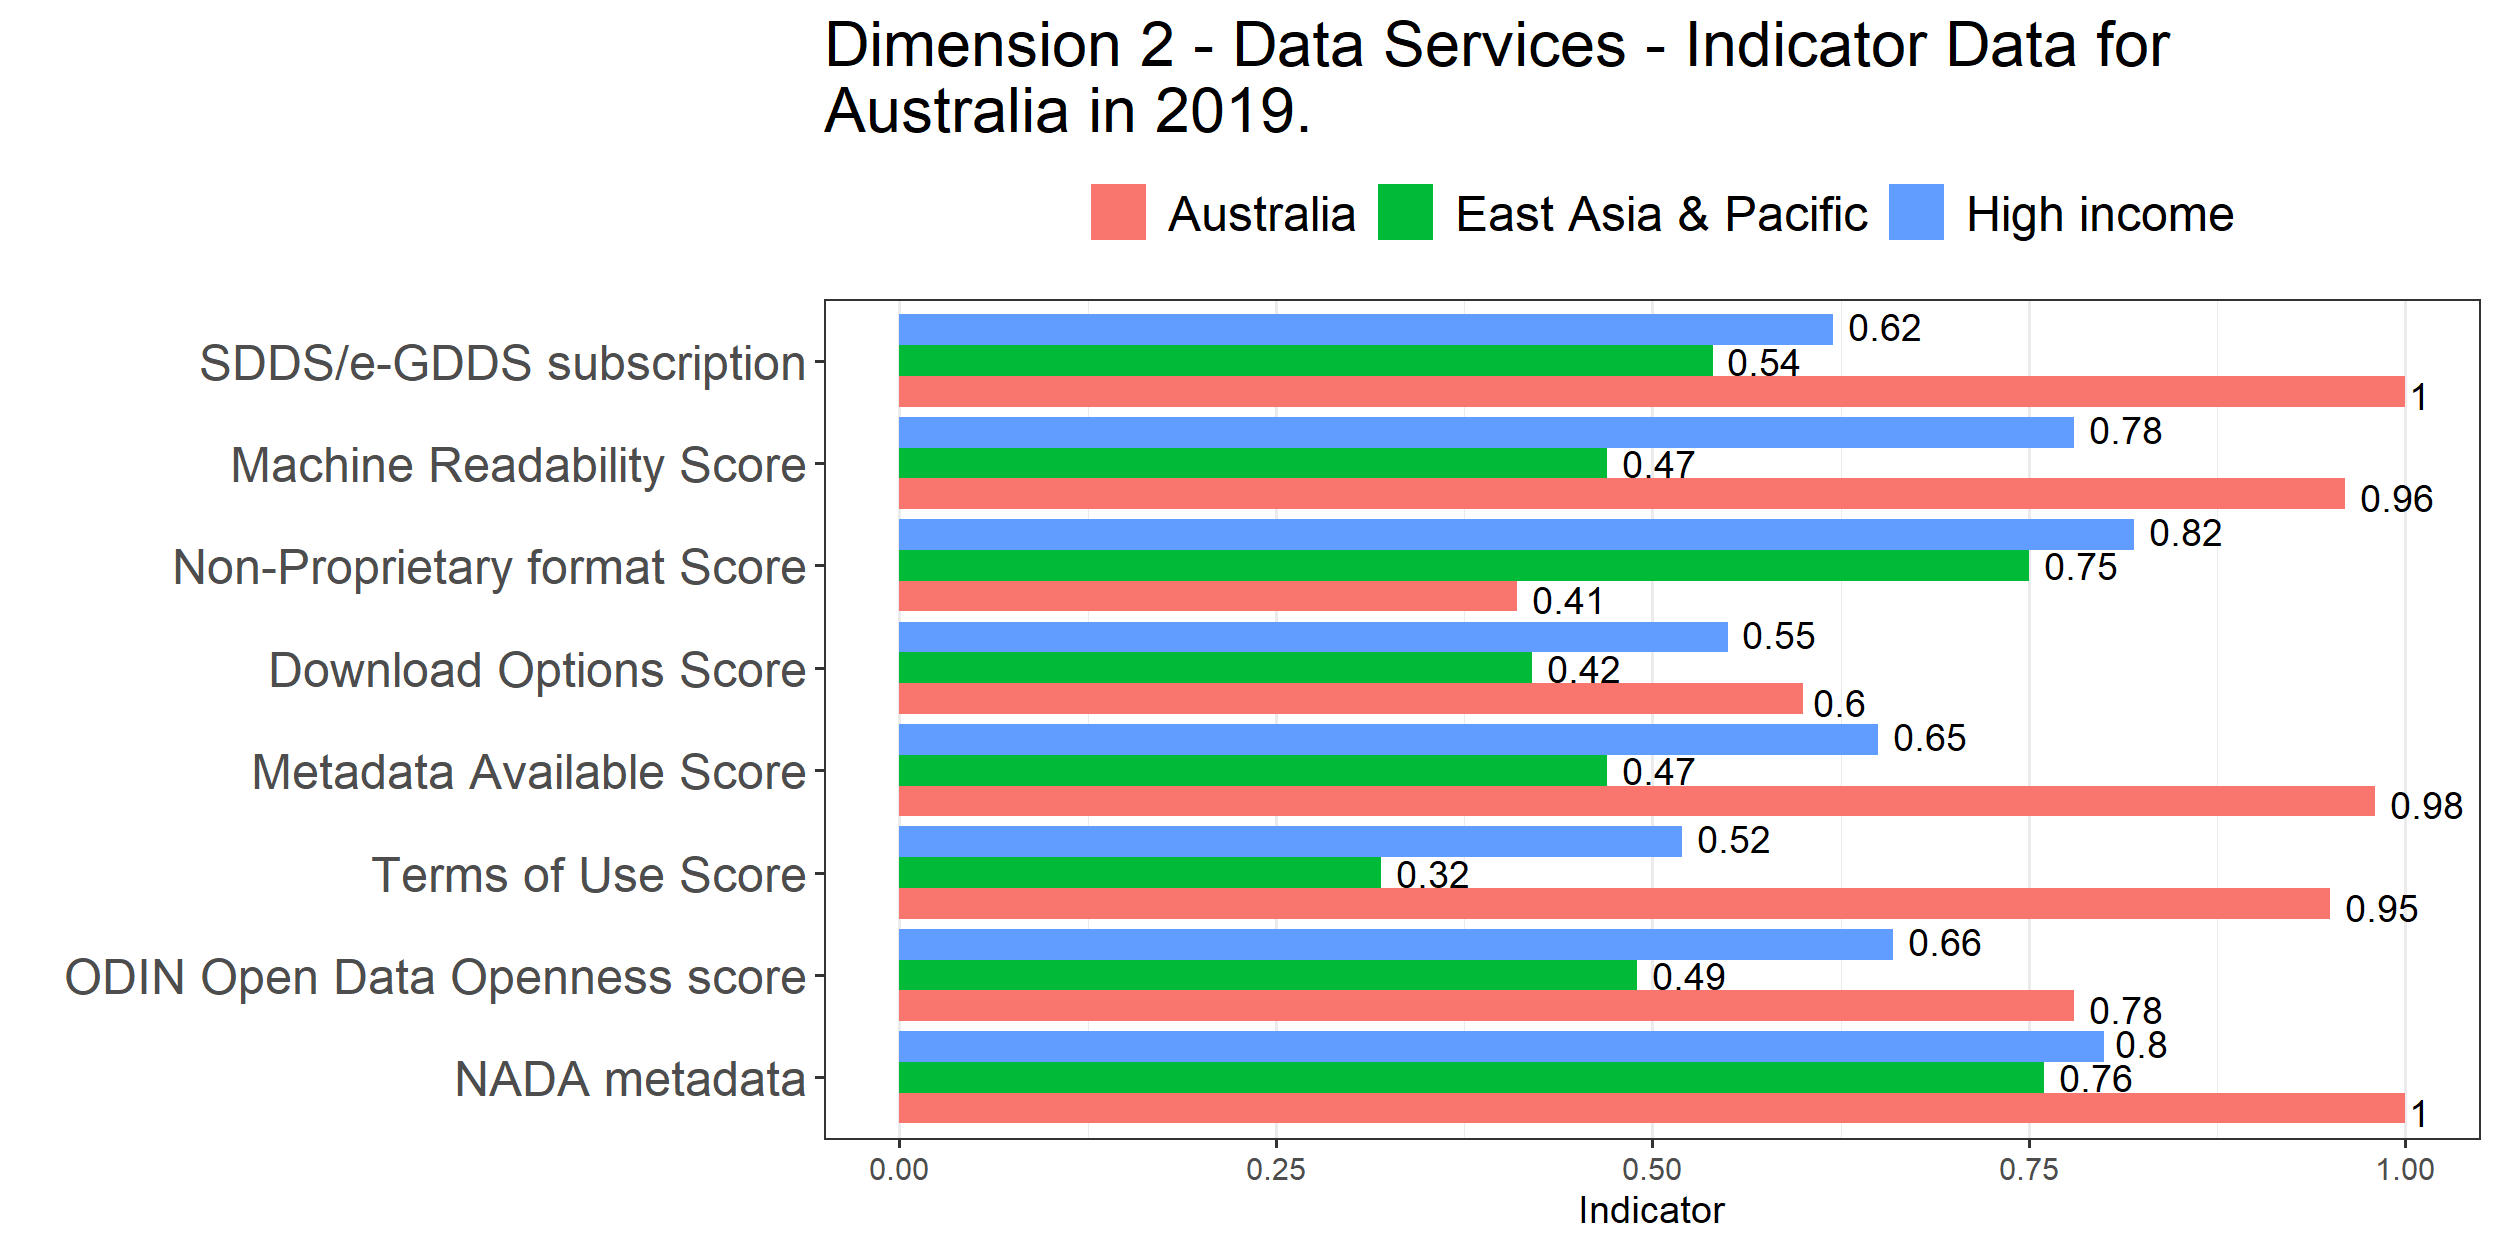 Dimension 2 - Data Services - Indicator Data for
Australia in 2019.
Australia East Asia & Pacific High income
SDDS/e-GDDS subscription
0.62
0.54
1
Machine Readability Score
0.78
0.47
0.96
Non-Proprietary format Score
0.82
0.75
0.41
Download Options Score
0.55
0.42
0.6
Metadata Available Score
0.65
0.47
0.98
Terms of Use Score
0.52
0.32
0.95
ODIN Open Data Openness score
0.66
0.49
0.78
NADA metadata
0.8
0.76
1
0.00 0.25 0.50 0.75 1.00
Indicator